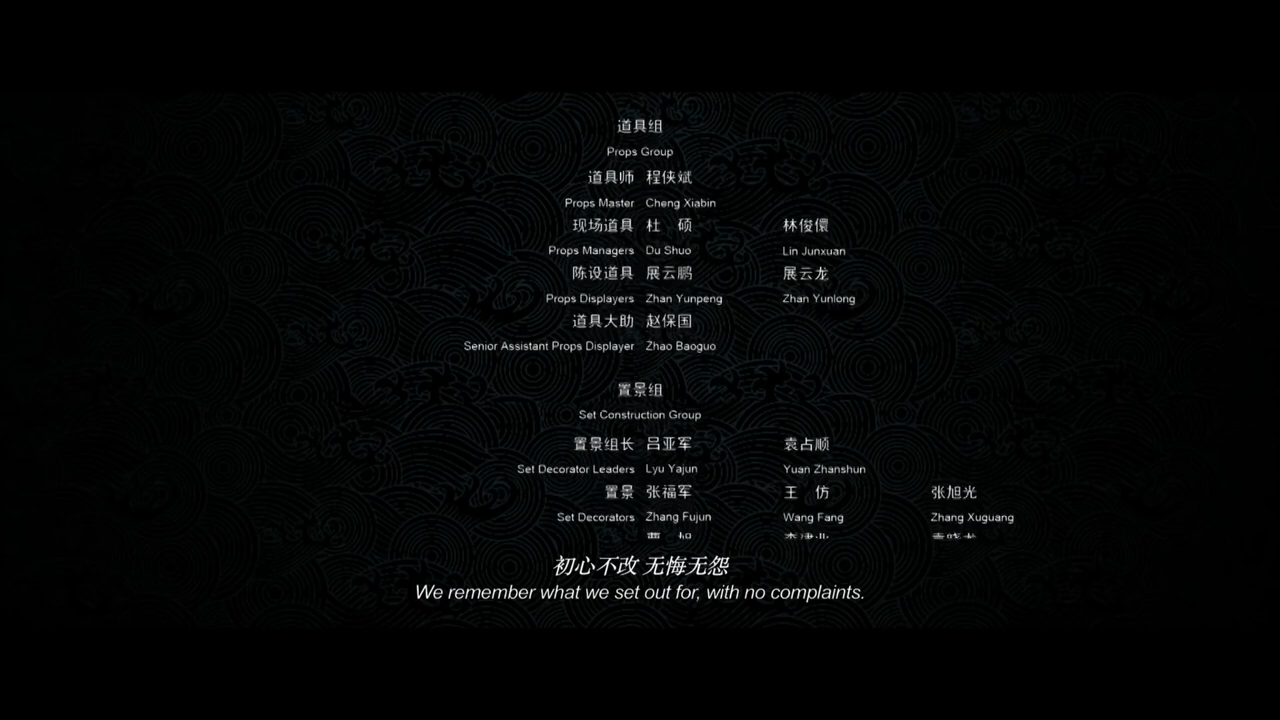 道具组
Props Group
道具师 程侠斌
Props Master Cheng Xiabin
现场道具 杜 硕 林俊儇
Props Managers Du Shuo Lin Junxuan
陈设道具 展云鹏 展云龙
Props Displayers Zhan Yunpeng Zhan Yunlong
道具大助 赵保国
Senior Assistant Props Displayer Zhao Baoguo
置景组
Set Construction Group
置景组长 吕亚军 袁占顺
Set Decorator Leaders Lyu Yajun Yuan Zhanshun
置景 张福军 王 仿 张旭光
Set Decorators Zhang Fujun Wang Fang Zhang Xuguang
初心不改 无悔无怨
We remember what we set out for, with no complaints.